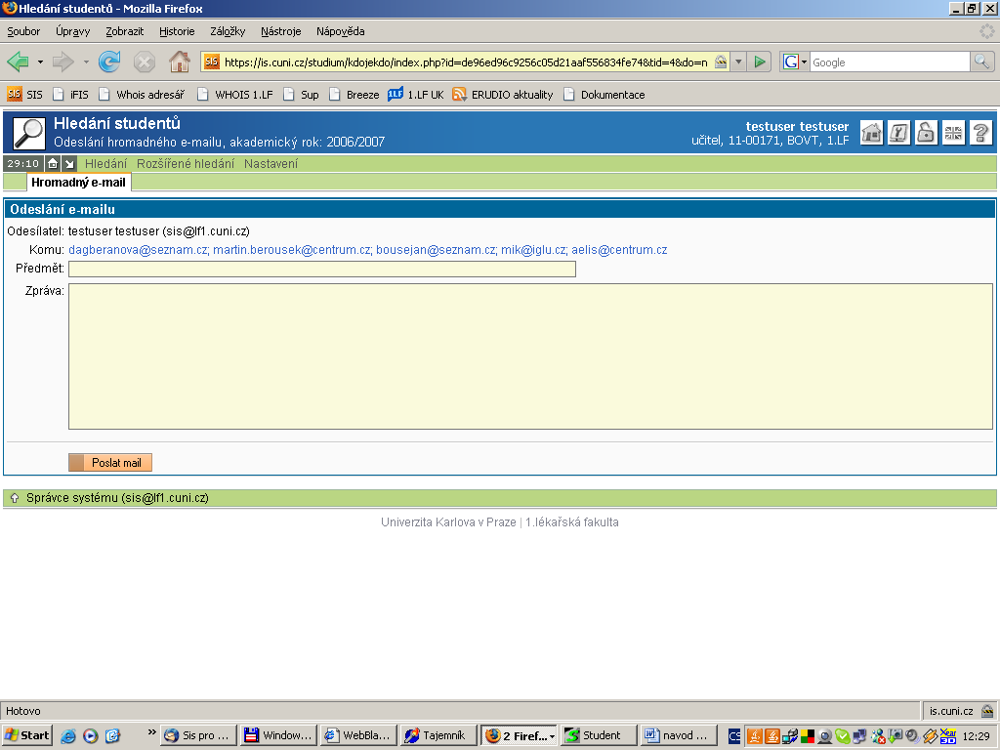 Hledání studentů - Mozilla Firefox
Soubor Úpravy Zobrazit Historie Záložky Nástroje Nápověda
SIS https://is.cuni.cz/studium/kdojekdo/index.php?id=de96ed96c9256c05d21aaf556834fe74&tid=4&do=n G Google
SIS SIS iFIS Whois adresář WHOIS 1.LF Sup Breeze 1LF 1.LF UK ERUDIO aktuality Dokumentace
Hledání studentů
Odeslání hromadného e-mailu, akademický rok: 2006/2007
testuser testuser
učitel, 11-00171, BOVT, 1.LF
29:10 Hledání Rozšířené hledání Nastavení
Hromadný e-mail
Odeslání e-mailu
Odesílatel: testuser testuser (sis@lf1.cuni.cz)
Komu: dagberanova@seznam.cz; martin.berousek@centrum.cz; bousejan@seznam.cz; mik@iglu.cz; aelis@centrum.cz
Předmět:
Zpráva:
Poslat mail
Správce systému (sis@lf1.cuni.cz)
Univerzita Karlova v Praze | 1.lékařská fakulta
Hotovo is.cuni.cz
Start » Sis pro ... Window... WebBla... Tajemník 2 Firef... Student navod ... CS 12:29